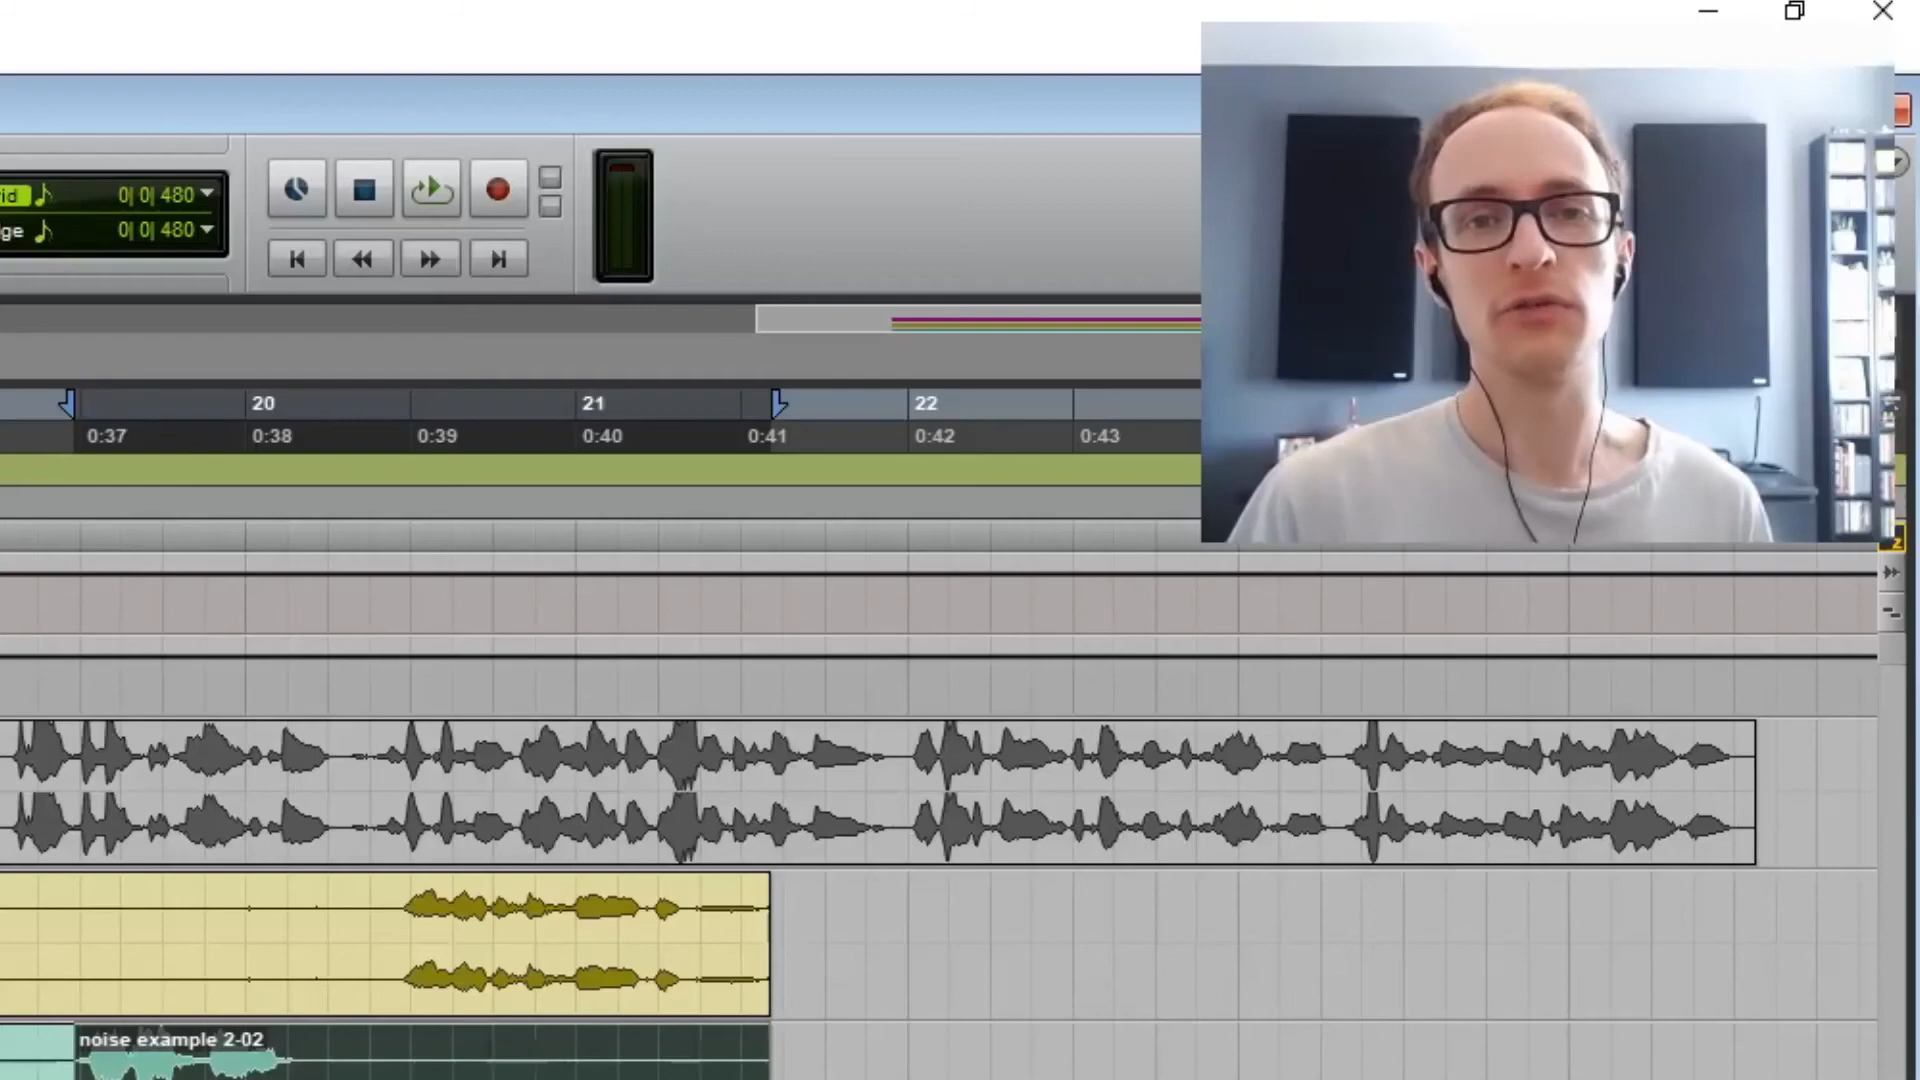 id 0| 0| 480
ge 0| 0| 480
20 21 22
0:37 0:38 0:39 0:40 0:41 0:42 0:43
z
noise example 2-02